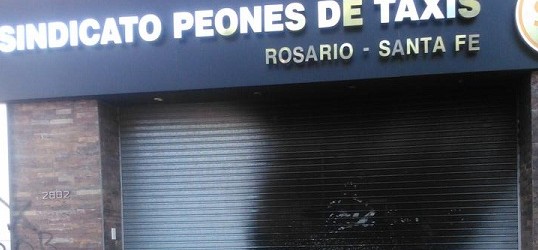 SINDICATO PEONES DE TAXIS
ROSARIO - SANTA FE